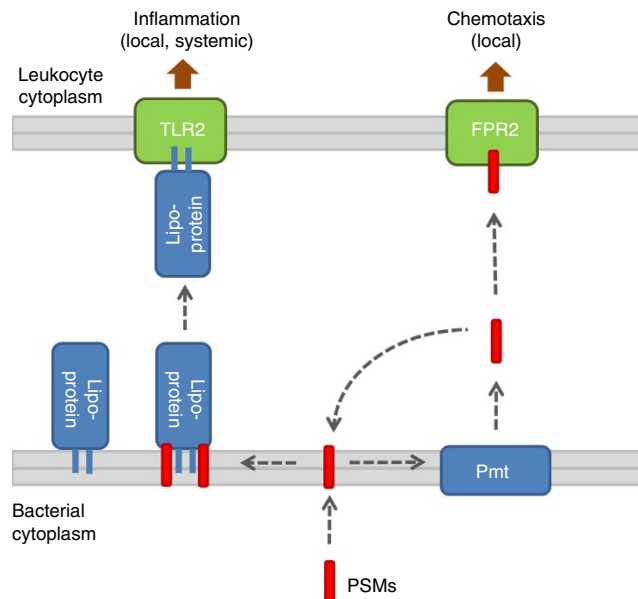 Inflammation
(local, systemic)
Chemotaxis
(local)
Leukocyte
cytoplasm
TLR2
FPR2
Lipo-
protein
Lipo-
protein
Lipo-
protein
Pmt
Bacterial
cytoplasm
PSMs